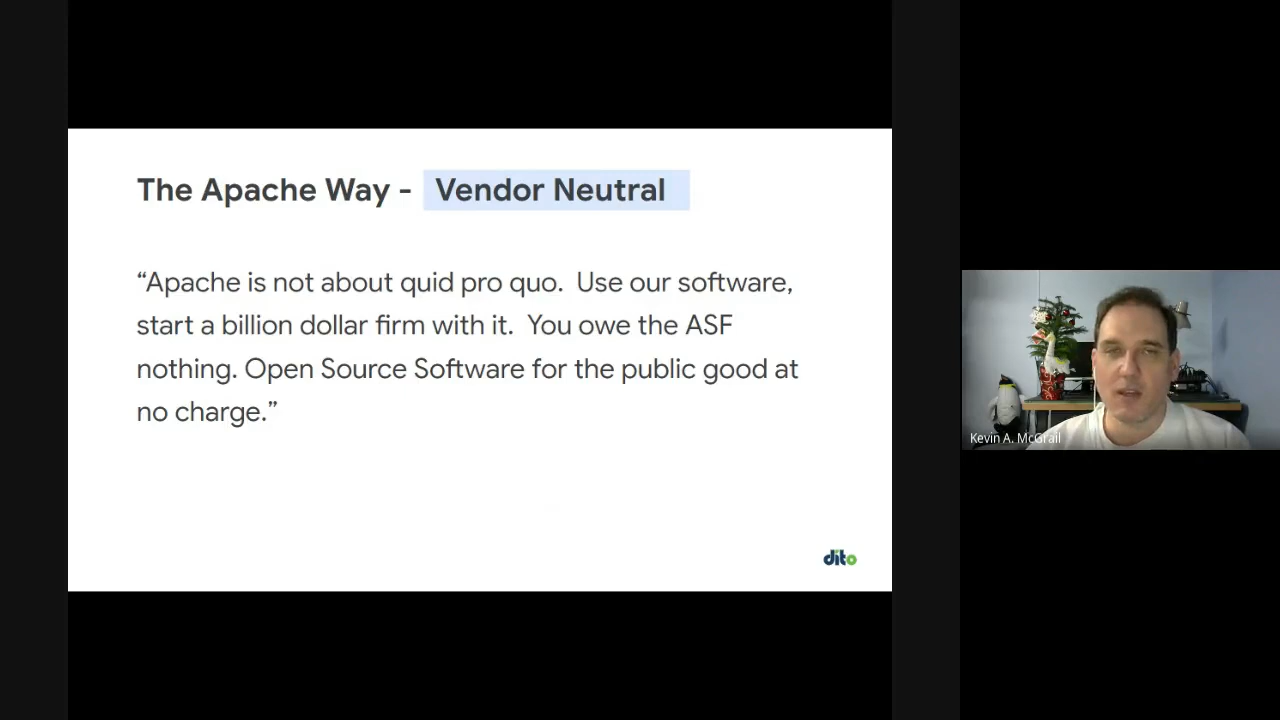 The Apache Way - Vendor Neutral
“Apache is not about quid pro quo.  Use our software,
start a billion dollar firm with it.  You owe the ASF
nothing. Open Source Software for the public good at
no charge.”
dito
Kevin A. McGrail